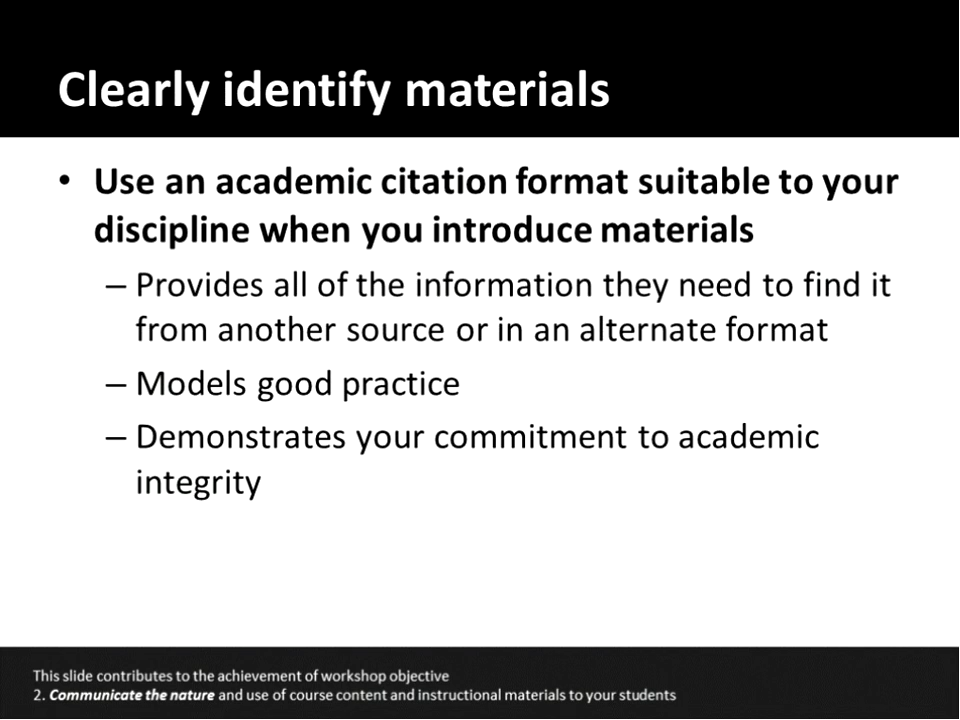 Clearly identify materials
• Use an academic citation format suitable to your
discipline when you introduce materials
– Provides all of the information they need to find it
from another source or in an alternate format
– Models good practice
– Demonstrates your commitment to academic
integrity
This slide contributes to the achievement of workshop objective
2. Communicate the nature and use of course content and instructional materials to your students